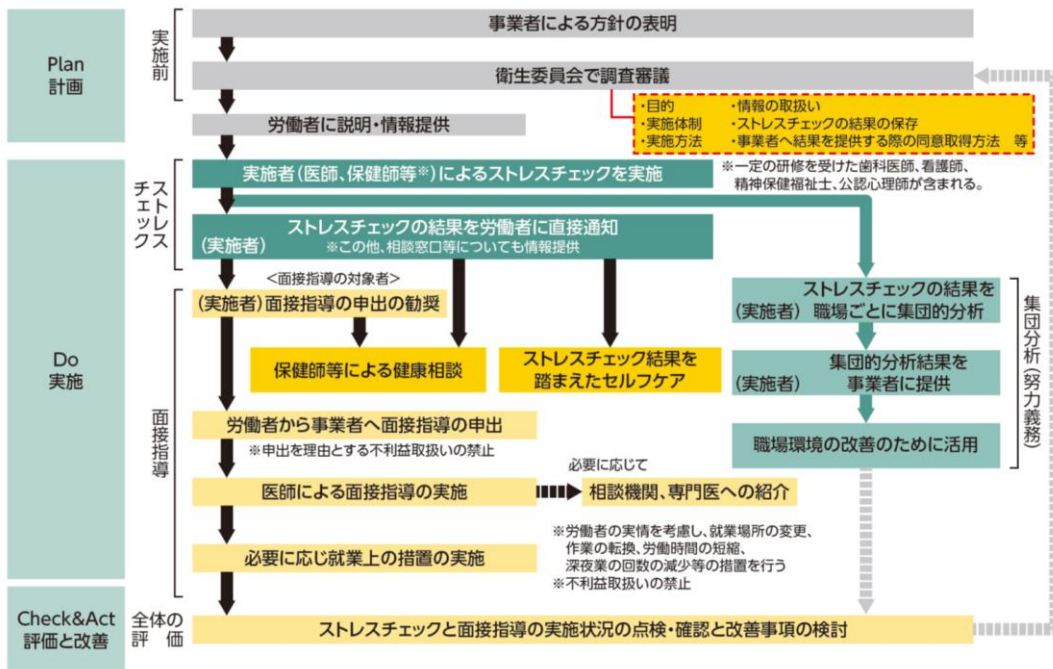 Plan
計画
実施前
事業者による方針の表明
衛生委員会で調査審議
・目的 ・情報の取扱い
・実施体制 ・ストレスチェックの結果の保存
・実施方法 ・事業者へ結果を提供する際の同意取得方法 等
労働者に説明・情報提供
Do
実施
ストレス
チェック
実施者(医師、保健師等※)によるストレスチェックを実施
※一定の研修を受けた歯科医師、看護師、
精神保健福祉士、公認心理師が含まれる。
ストレスチェックの結果を労働者に直接通知
(実施者) ※この他、相談窓口等についても情報提供
面接指導
<面接指導の対象者>
(実施者)面接指導の申出の勧奨
保健師等による健康相談
ストレスチェック結果を
踏まえたセルフケア
労働者から事業者へ面接指導の申出
※申出を理由とする不利益取扱いの禁止
医師による面接指導の実施
必要に応じて
相談機関、専門医への紹介
必要に応じ就業上の措置の実施
※労働者の実情を考慮し、就業場所の変更、
作業の転換、労働時間の短縮、
深夜業の回数の減少等の措置を行う
※不利益取扱いの禁止
集団分析(努力義務)
ストレスチェックの結果を
(実施者) 職場ごとに集団的分析
集団的分析結果を
(実施者) 事業者に提供
職場環境の改善のために活用
Check&Act
評価と改善
全体の
評価
ストレスチェックと面接指導の実施状況の点検・確認と改善事項の検討